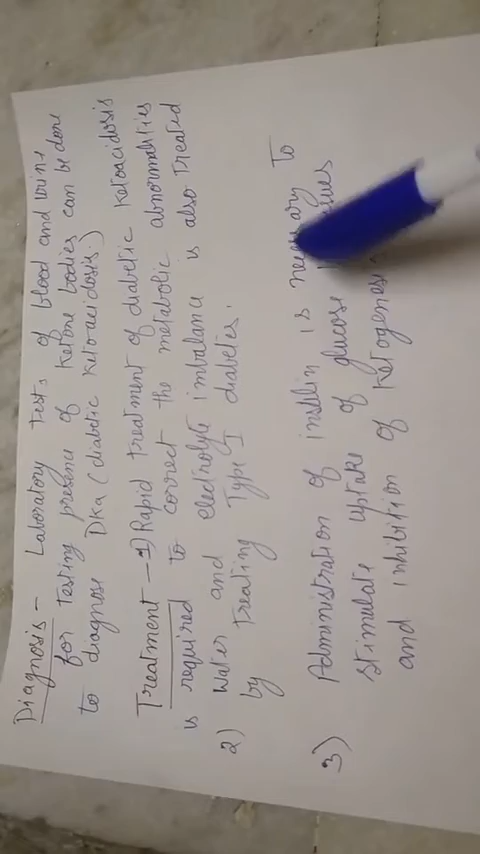 Diagnosis - Laboratory tests of blood and urine
for testing presence of ketone bodies can be done
to diagnose DKa (diabetic ketoacidosis.)
Treatment - 1) Rapid treatment of diabetic ketoacidosis
is required to correct the metabolic abnormalities
2) Water and electrolyte imbalance is also treated
by treating Type I diabetes.
3) Administration of insulin is necessary to
stimulate uptake of glucose
and inhibition of ketogenesis